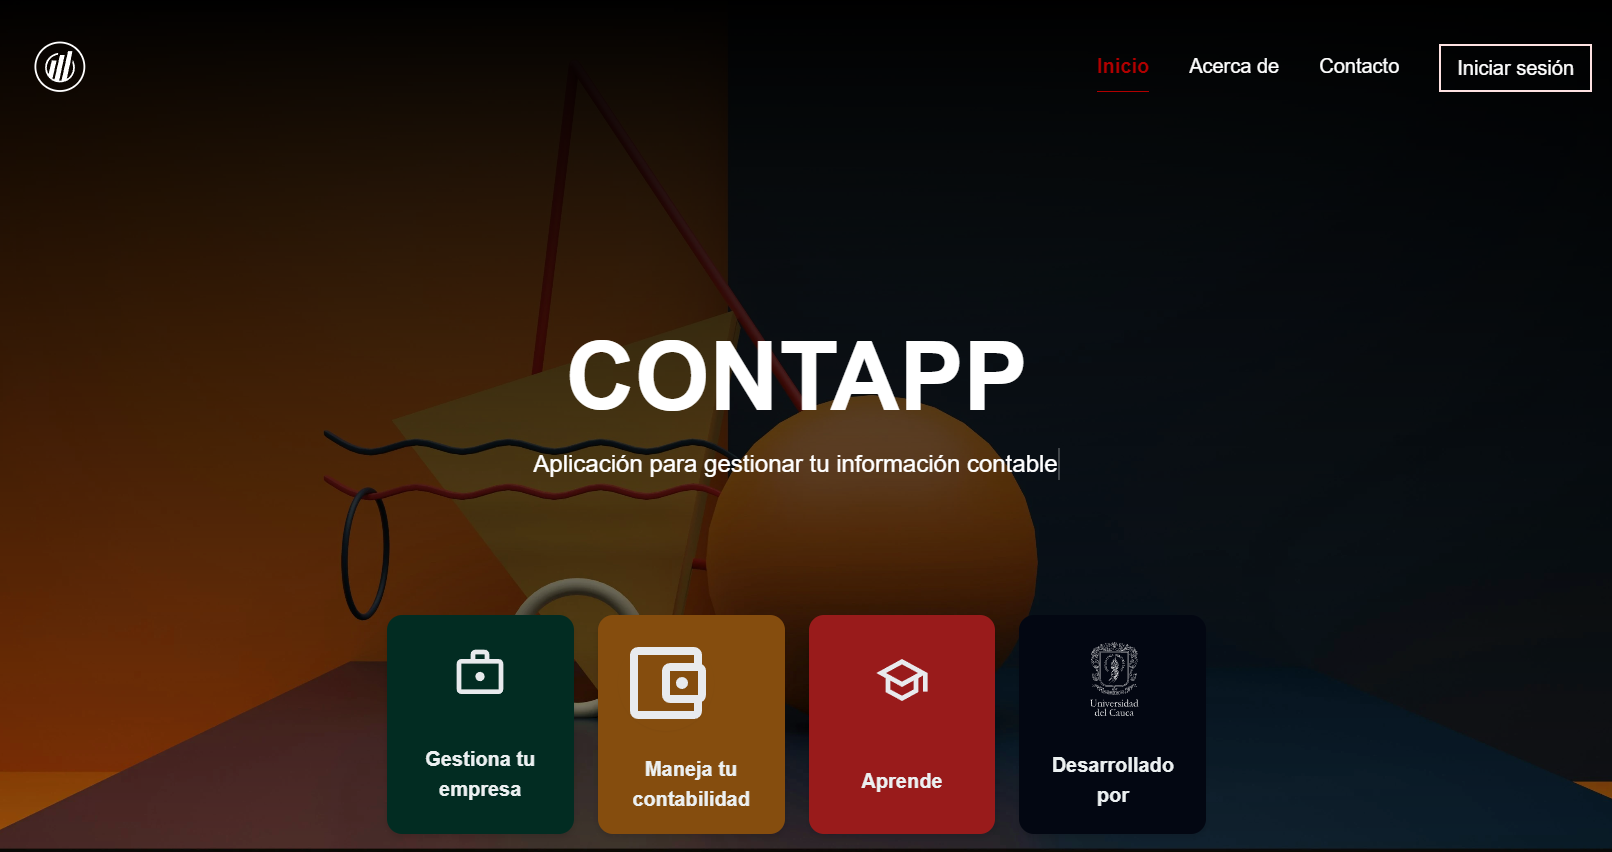 Inicio
Acerca de
Contacto
Iniciar sesión
CONTAPP
Aplicación para gestionar tu información contable
Gestiona tu
empresa
Maneja tu
contabilidad
Aprende
Universidad
del Cauca
Desarrollado
por